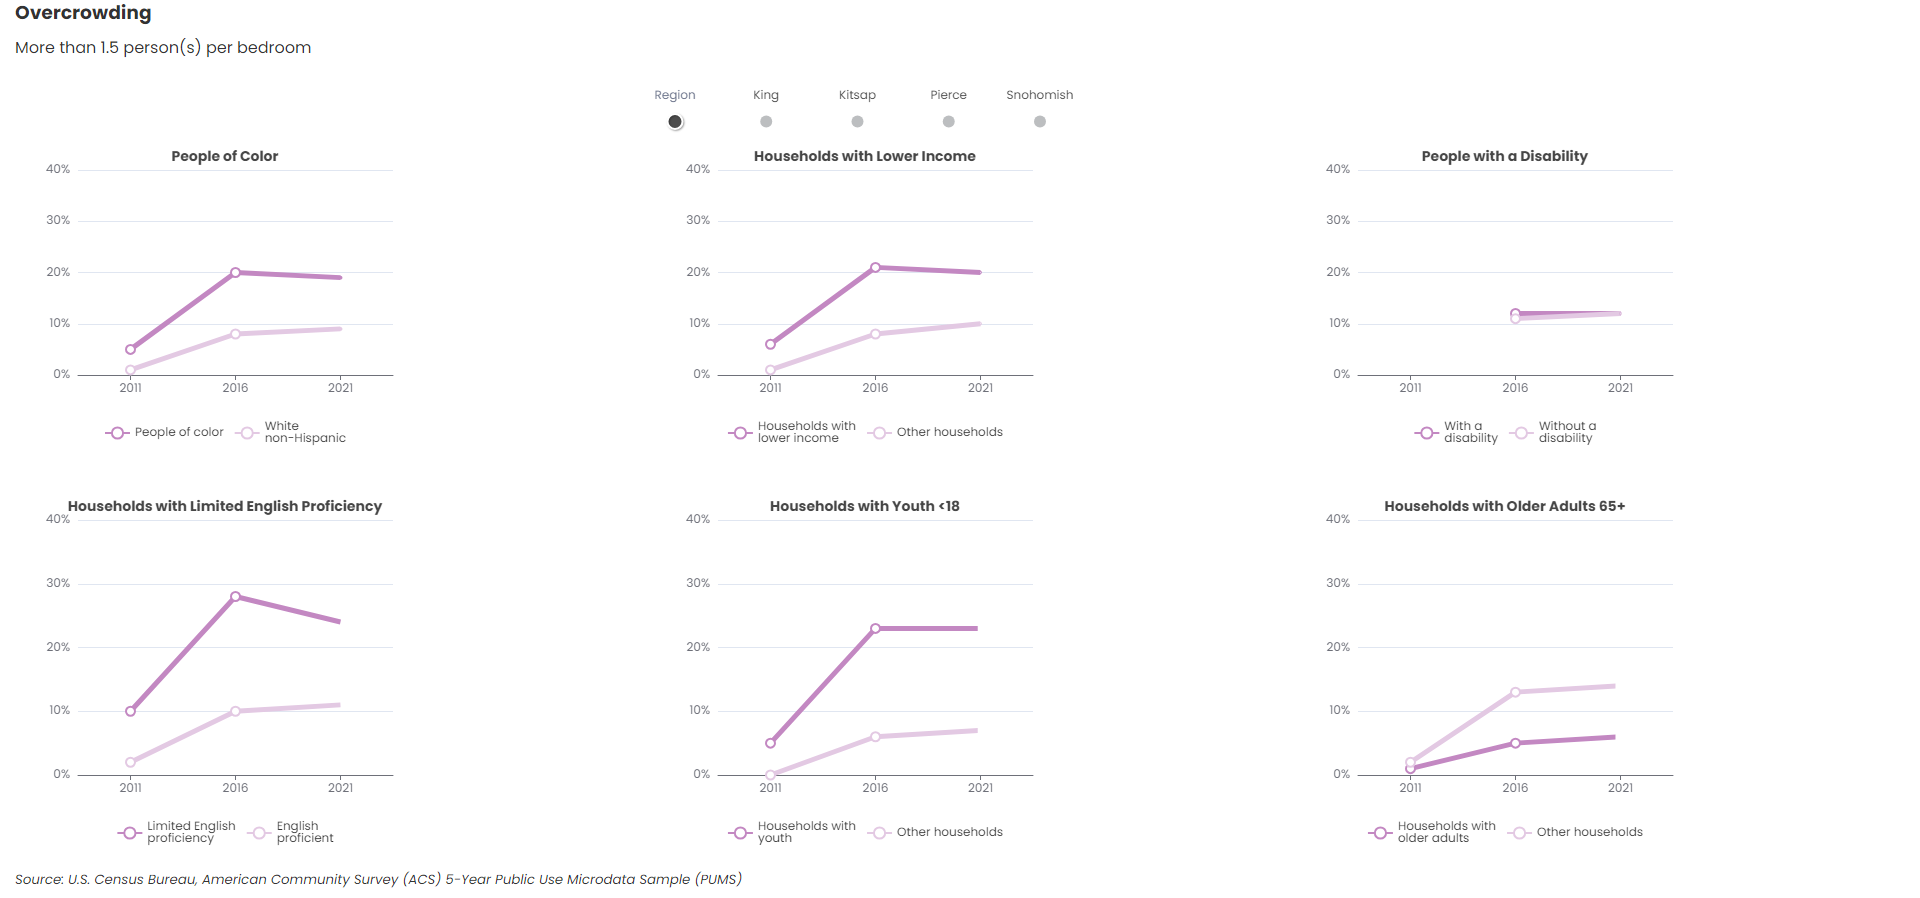 Overcrowding
More than 1.5 person(s) per bedroom
Region King Kitsap Pierce Snohomish
People of Color
40%
30%
20%
10%
0%
2011 2016 2021
People of color
White
non-Hispanic
Households with Lower Income
40%
30%
20%
10%
0%
2011 2016 2021
Households with
lower income
Other households
People with a Disability
40%
30%
20%
10%
0%
2011 2016 2021
With a
disability
Without a
disability
Households with Limited English Proficiency
40%
30%
20%
10%
0%
2011 2016 2021
Limited English
proficiency
English
proficient
Households with Youth <18
40%
30%
20%
10%
0%
2011 2016 2021
Households with
youth
Other households
Households with Older Adults 65+
40%
30%
20%
10%
0%
2011 2016 2021
Households with
older adults
Other households
Source: U.S. Census Bureau, American Community Survey (ACS) 5-Year Public Use Microdata Sample (PUMS)